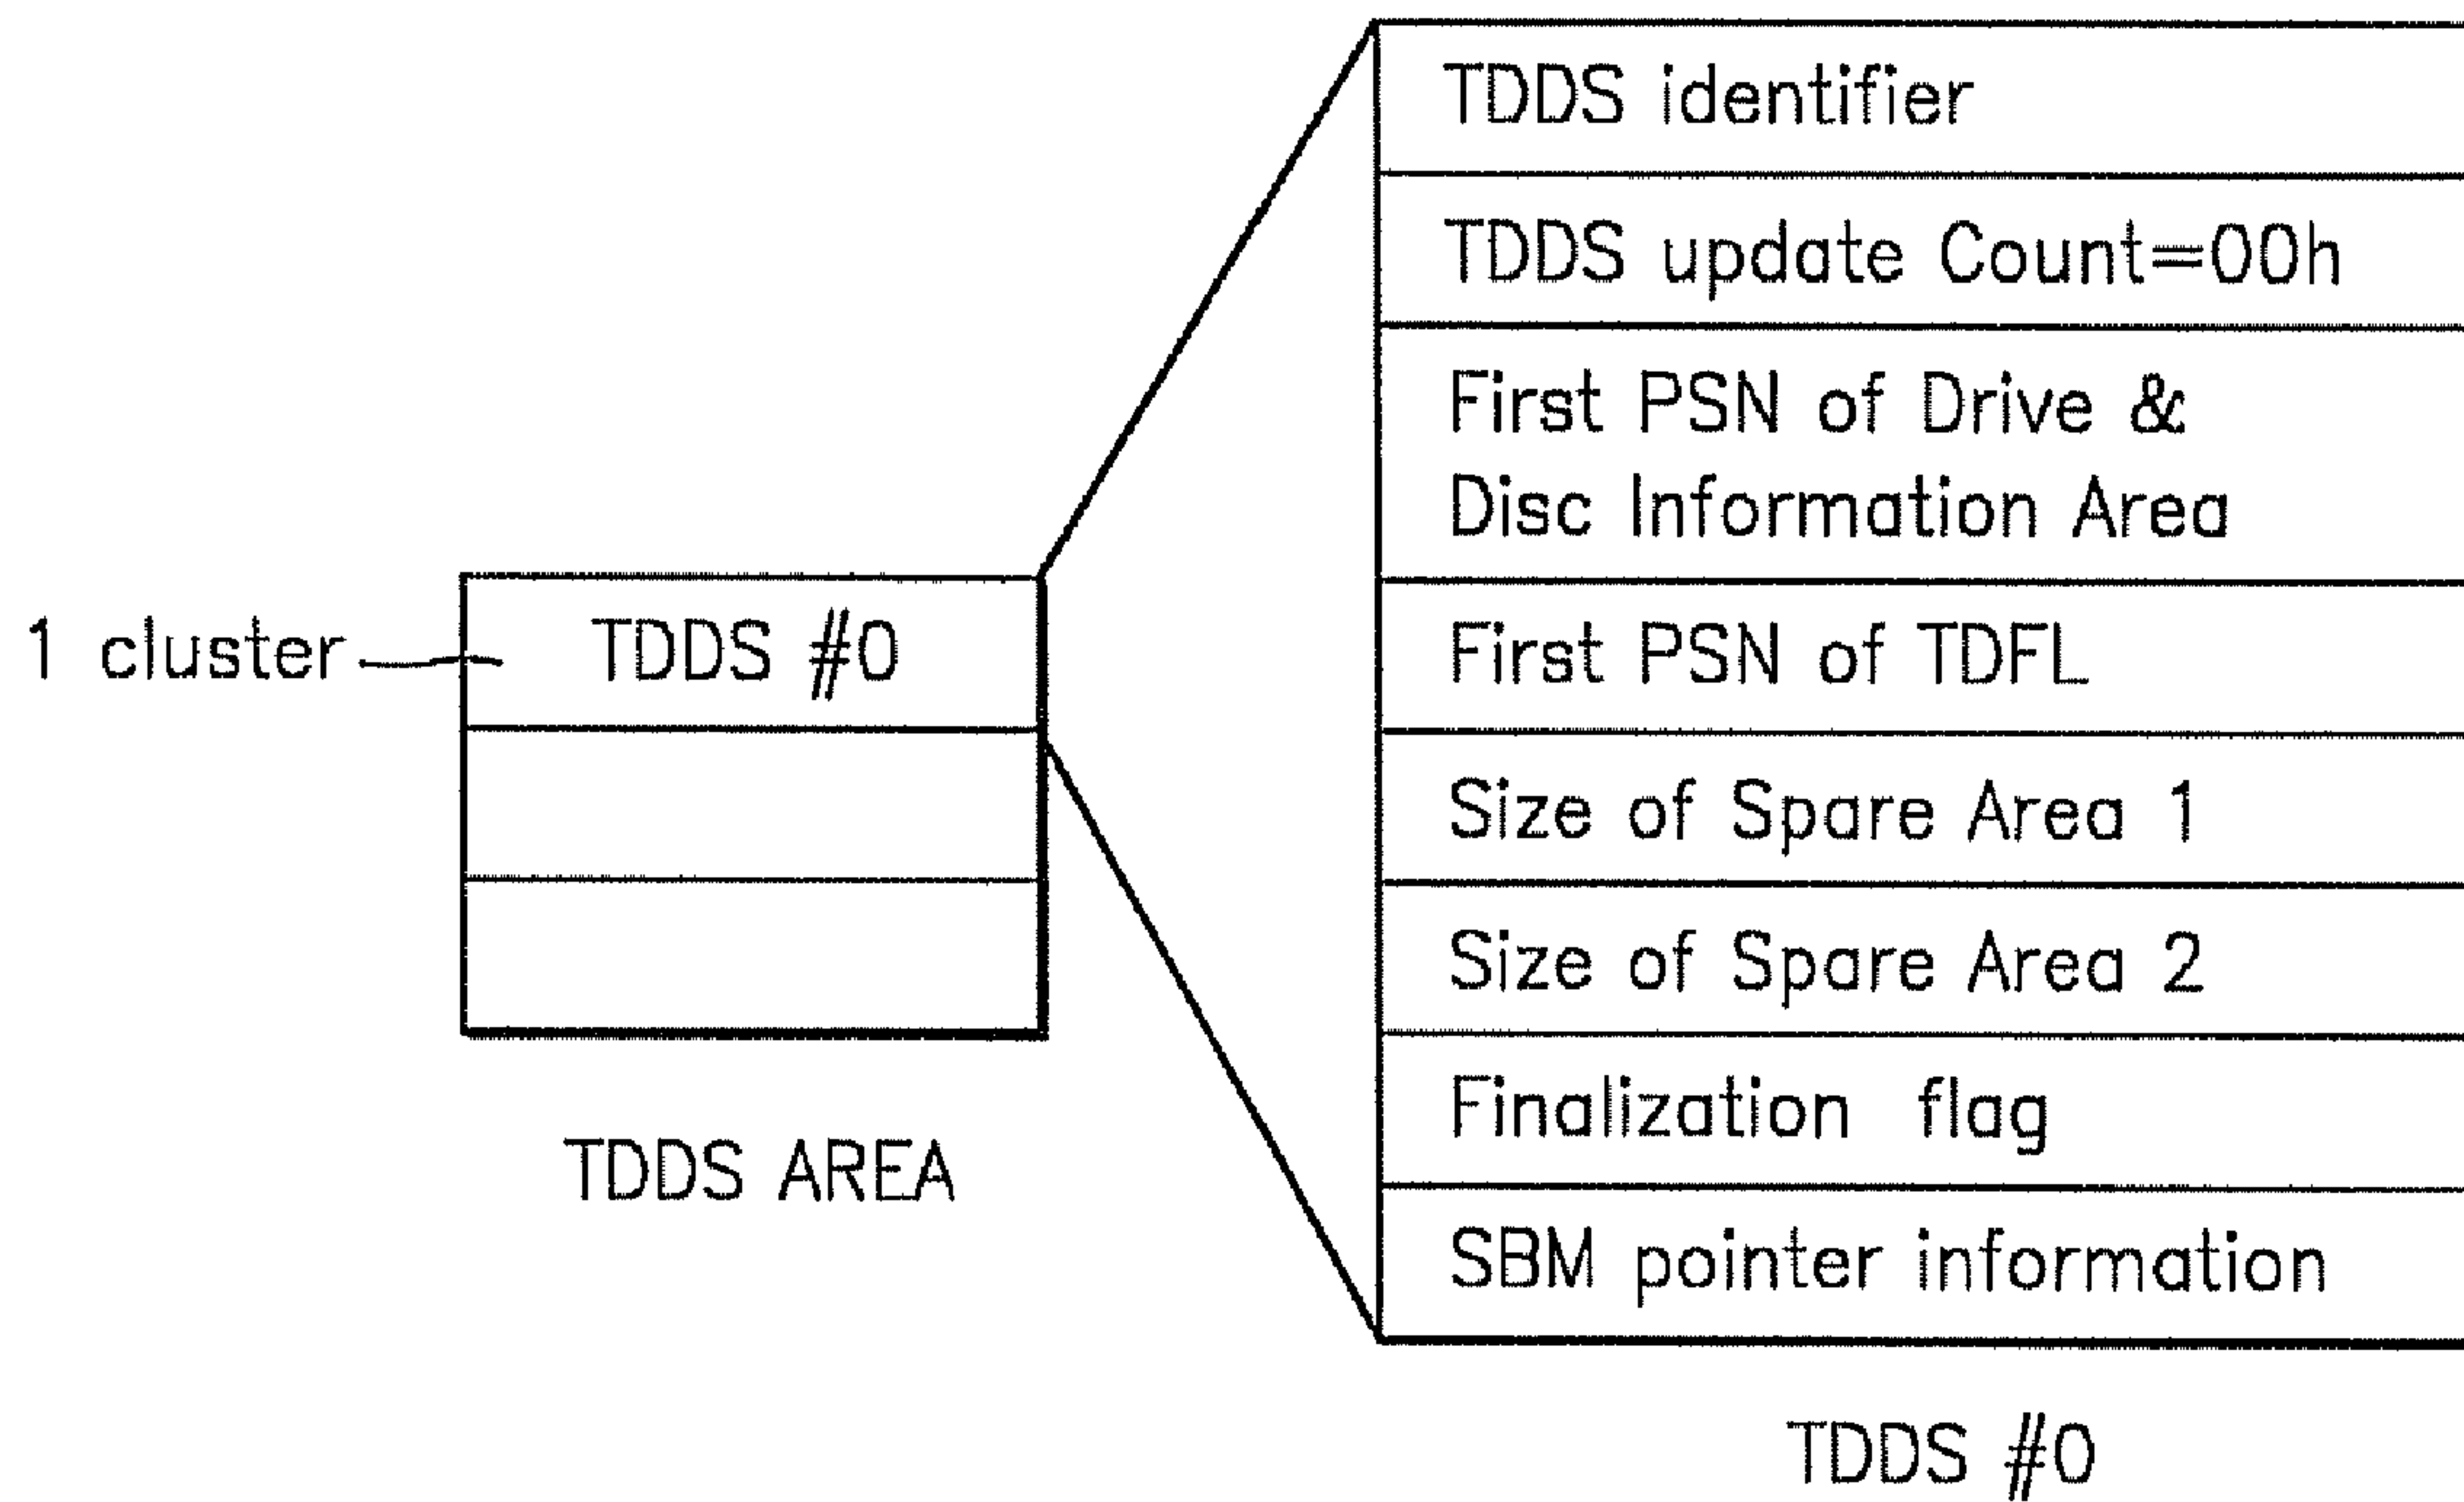 1 cluster
TDDS #0
TDDS AREA
TDDS identifier
TDDS update Count=00h
First PSN of Drive &
Disc Information Area
First PSN of TDFL
Size of Spare Area 1
Size of Spare Area 2
Finalization flag
SBM pointer information
TDDS #0